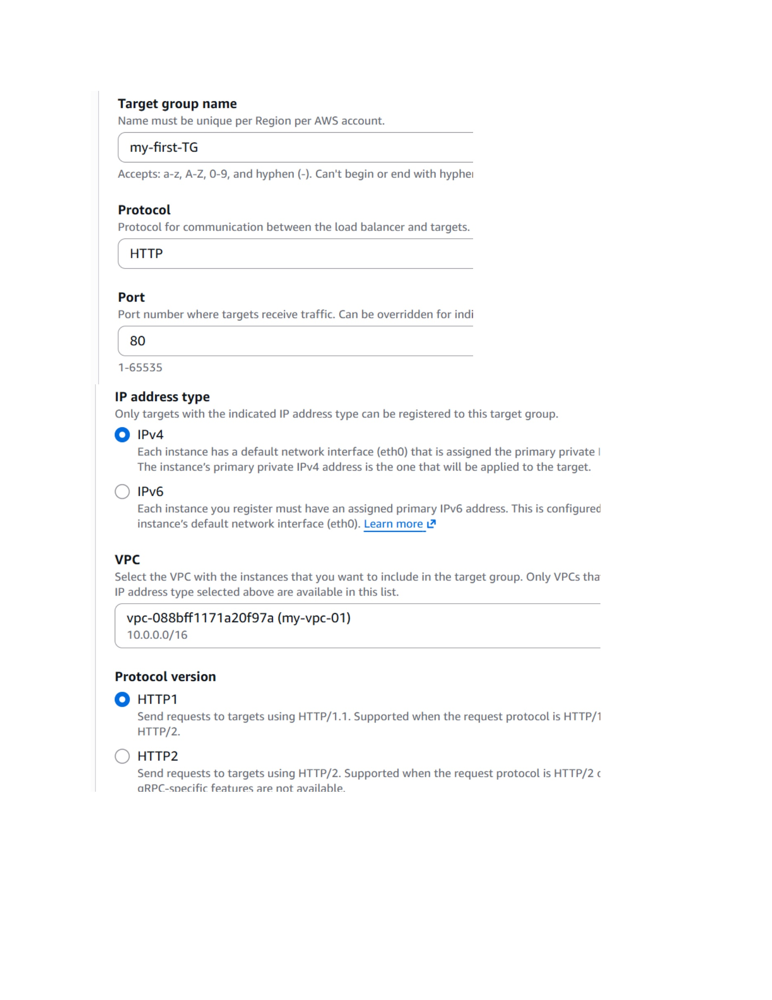 Target group name
Name must be unique per Region per AWS account.
my-first-TG
Accepts: a-z, A-Z, 0-9, and hyphen (-). Can't begin or end with
Protocol
Protocol for communication between the load balancer and targets.
HTTP
Port
Port number where targets receive traffic. Can be overridden for
80
1-65535
IP address type
Only targets with the indicated IP address type can be registered to this target group.
IPv4
Each instance has a default network interface (eth0) that is assigned the primary private
The instance’s primary private IPv4 address is the one that will be applied to the target.
IPv6
Each instance you register must have an assigned primary IPv6 address. This is configured
instance’s default network interface (eth0). Learn more
VPC
Select the VPC with the instances that you want to include in the target group. Only VPCs
IP address type selected above are available in this list.
vpc-088bff1171a20f97a (my-vpc-01)
10.0.0.0/16
Protocol version
HTTP1
Send requests to targets using HTTP/1.1. Supported when the request protocol is HTTP/1
HTTP/2.
HTTP2
Send requests to targets using HTTP/2. Supported when the request protocol is HTTP/2
gRPC-specific features are not available.